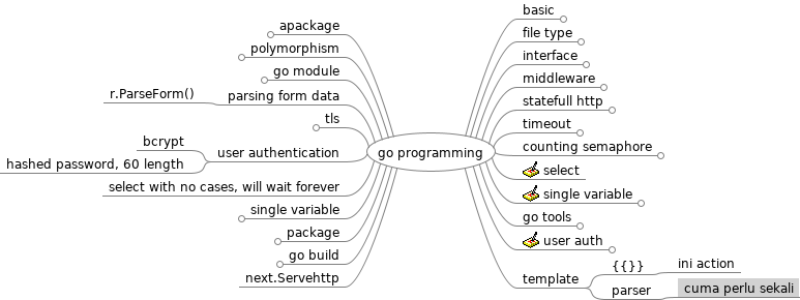 apackage
polymorphism
go module
r.ParseForm()
parsing form data
tls
bcrypt
hashed password, 60 length
user authentication
select with no cases, will wait forever
single variable
package
go build
next.Servehttp
go programming
basic
file type
interface
middleware
statefull http
timeout
counting semaphore
select
single variable
go tools
user auth
template
{{}}
ini action
parser
cuma perlu sekali